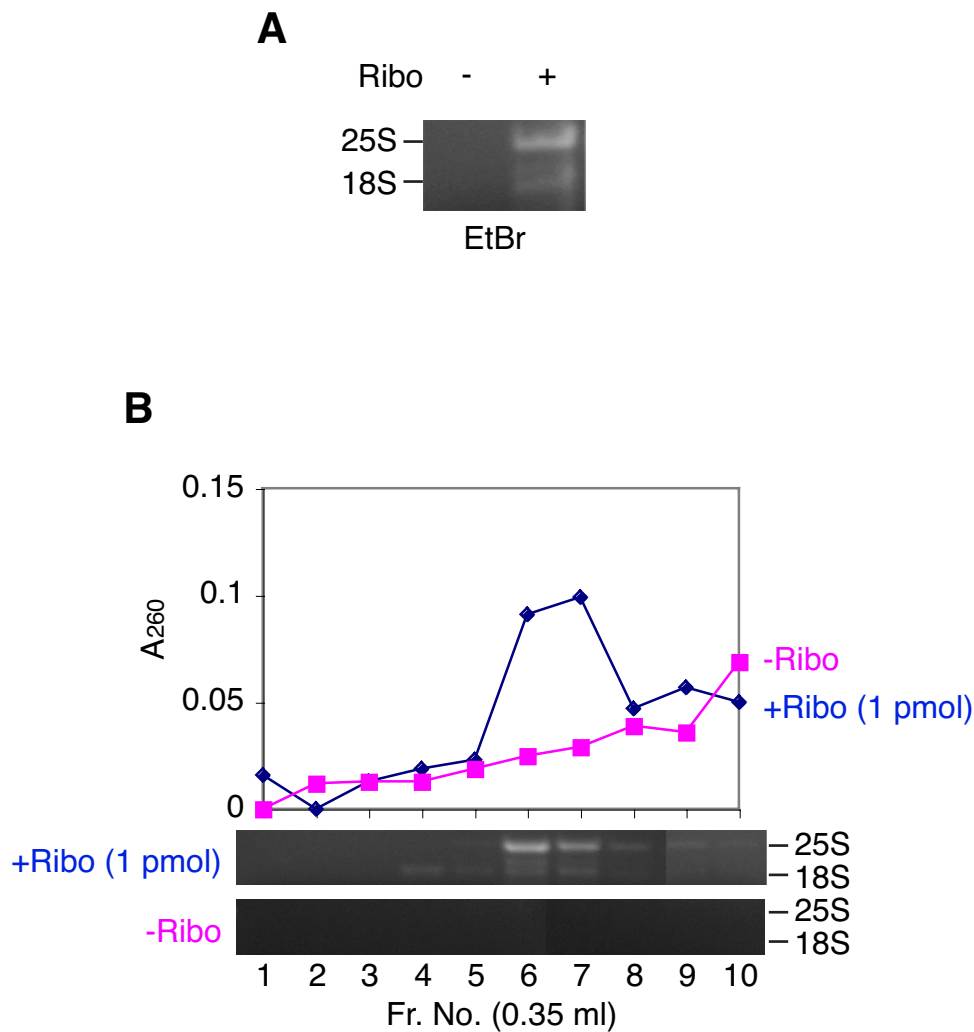 A
Ribo - +
25S
18S
EtBr
B
0.15
0.1
0.05
0
A260
-Ribo
+Ribo (1 pmol)
+Ribo (1 pmol)
25S
18S
-Ribo
25S
18S
1 2 3 4 5 6 7 8 9 10
Fr. No. (0.35 ml)